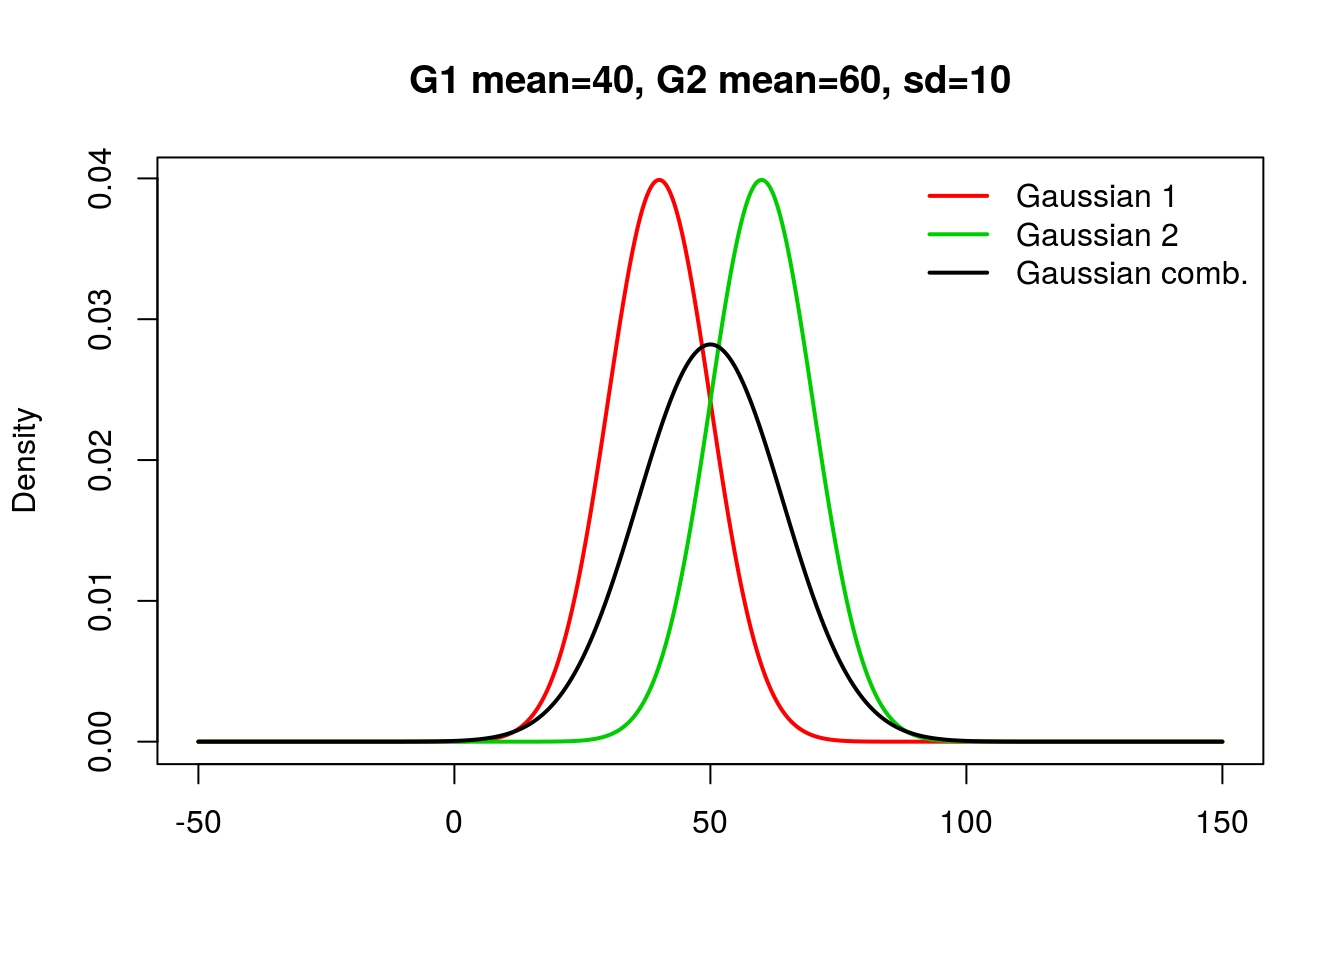 G1 mean=40, G2 mean=60, sd=10
Gaussian 1
Gaussian 2
Gaussian comb.
Density
0.04
0.03
0.02
0.01
0.00
-50
0
50
100
150